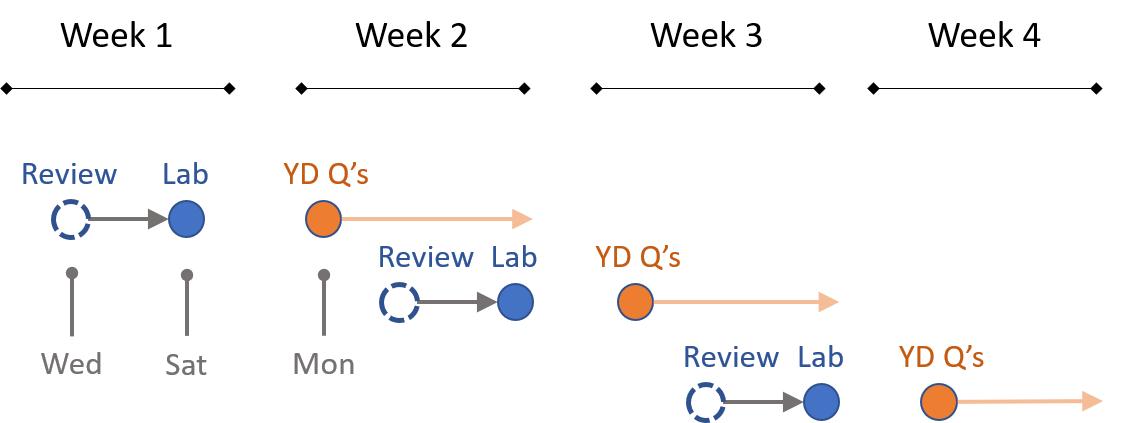 Week 1
Week 2
Week 3
Week 4
Review
Lab
YD Q's
Review
Lab
YD Q's
Wed
Sat
Mon
Review
Lab
YD Q's